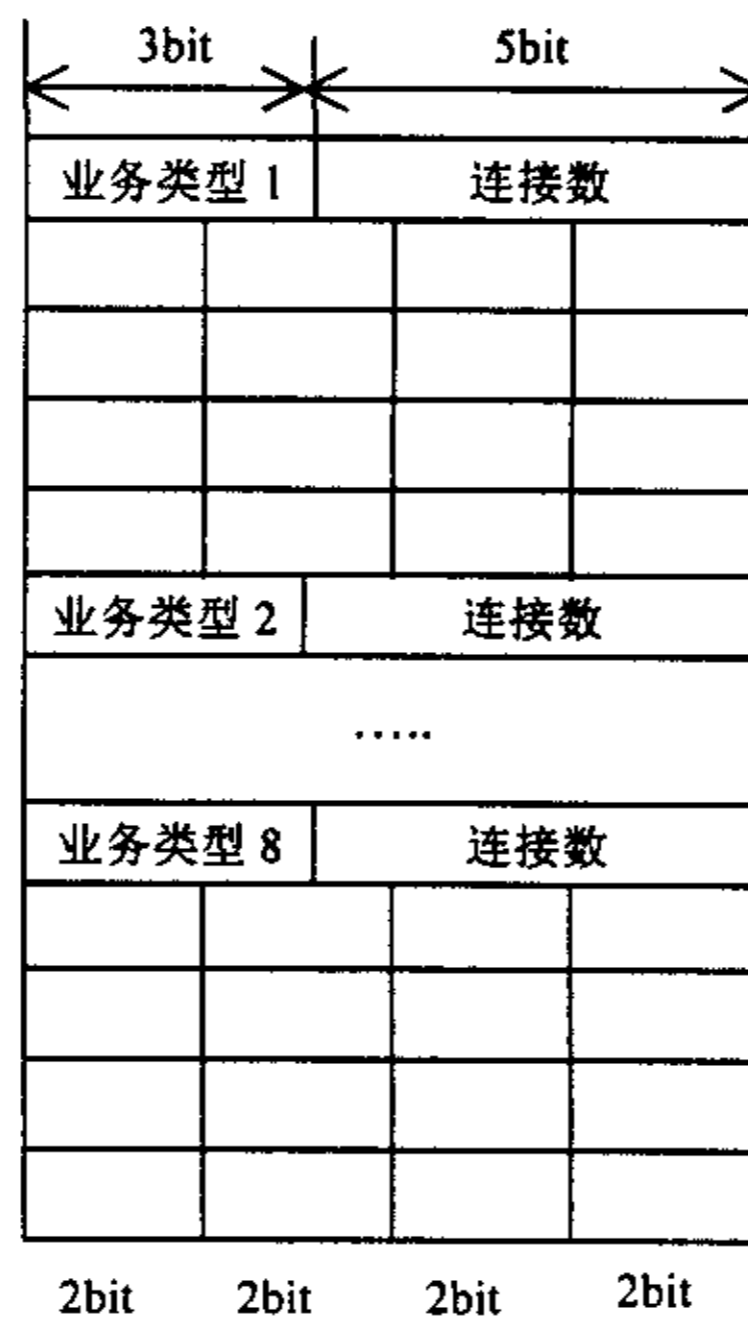 3bit 5bit
业务类型 1 连接数
业务类型 2 连接数
.....
业务类型 8 连接数
2bit 2bit 2bit 2bit